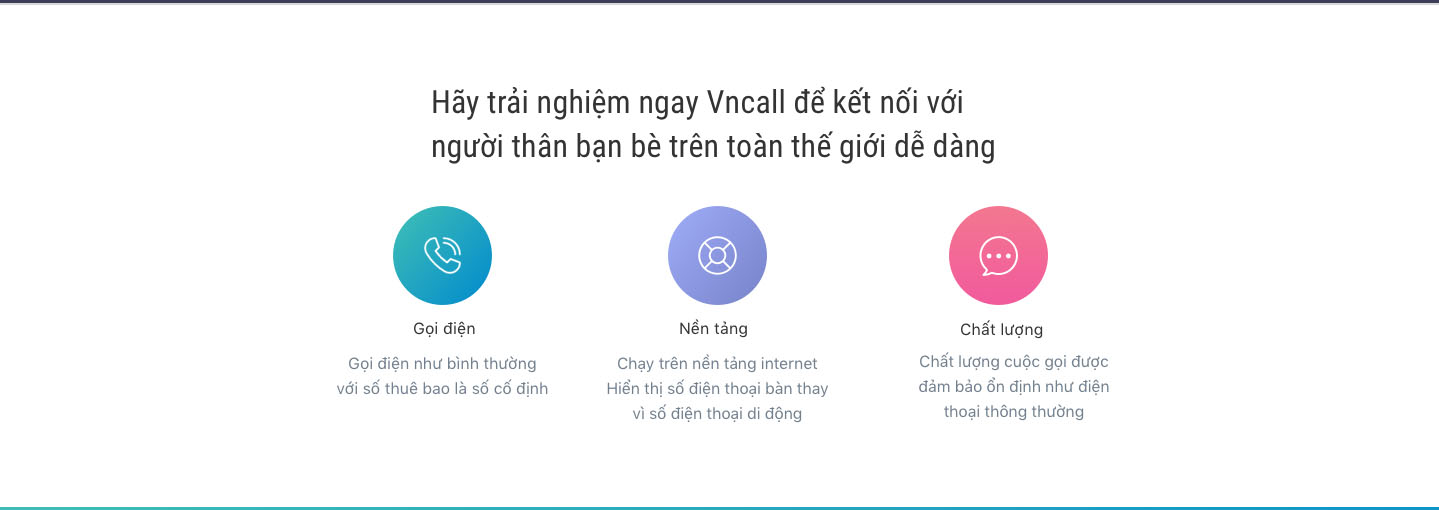 Hãy trải nghiệm ngay Vncall để kết nối với
người thân bạn bè trên toàn thế giới dễ dàng
Gọi điện
Gọi điện như bình thường
với số thuê bao là số cố định
Nền tảng
Chạy trên nền tảng internet
Hiển thị số điện thoại bàn thay
vì số điện thoại di động
Chất lượng
Chất lượng cuộc gọi được
đảm bảo ổn định như điện
thoại thông thường